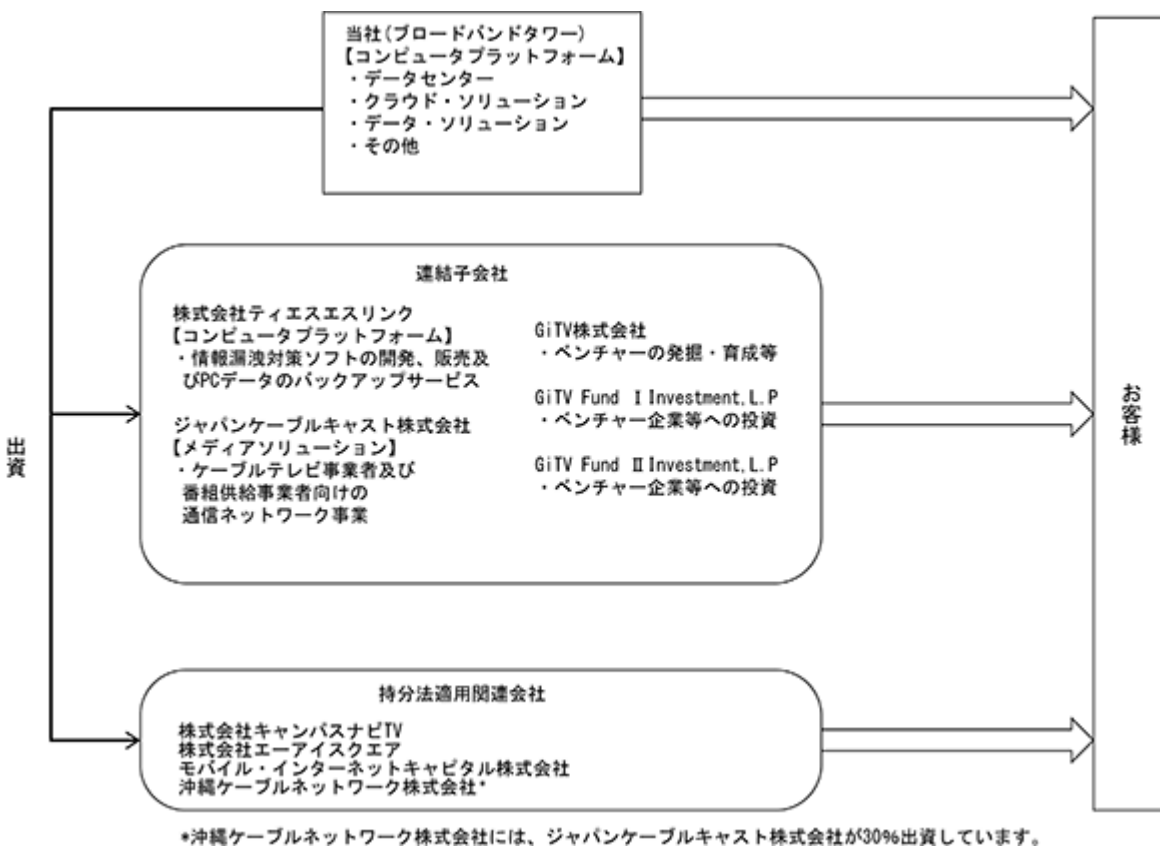 当社(ブロードバンドタワー)
【コンピュータプラットフォーム】
・データセンター
・クラウド・ソリューション
・データ・ソリューション
・その他
出資
連結子会社
株式会社ティエスエスリンク
【コンピュータプラットフォーム】
・情報漏洩対策ソフトの開発、販売及
びPCデータのバックアップサービス
ジャパンケーブルキャスト株式会社
【メディアソリューション】
・ケーブルテレビ事業者及び
番組供給事業者向けの
通信ネットワーク事業
GiTV株式会社
・ベンチャーの発掘・育成等
GiTV Fund Ⅰ Investment,L.P
・ベンチャー企業等への投資
GiTV Fund Ⅱ Investment,L.P
・ベンチャー企業等への投資
お客様
持分法適用関連会社
株式会社キャンパスナビTV
株式会社エーアイスクエア
モバイル・インターネットキャピタル株式会社
沖縄ケーブルネットワーク株式会社*
*沖縄ケーブルネットワーク株式会社には、ジャパンケーブルキャスト株式会社が30%出資しています。